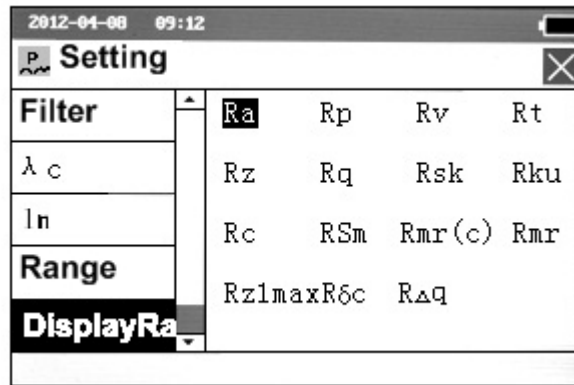 2012-04-08 09:12
P Setting
Filter
λc
ln
Range
DisplayRa
Ra Rp Rv Rt
Rz Rq Rsk Rku
Rc RSm Rmr(c) Rmr
Rz1maxRδc R△q